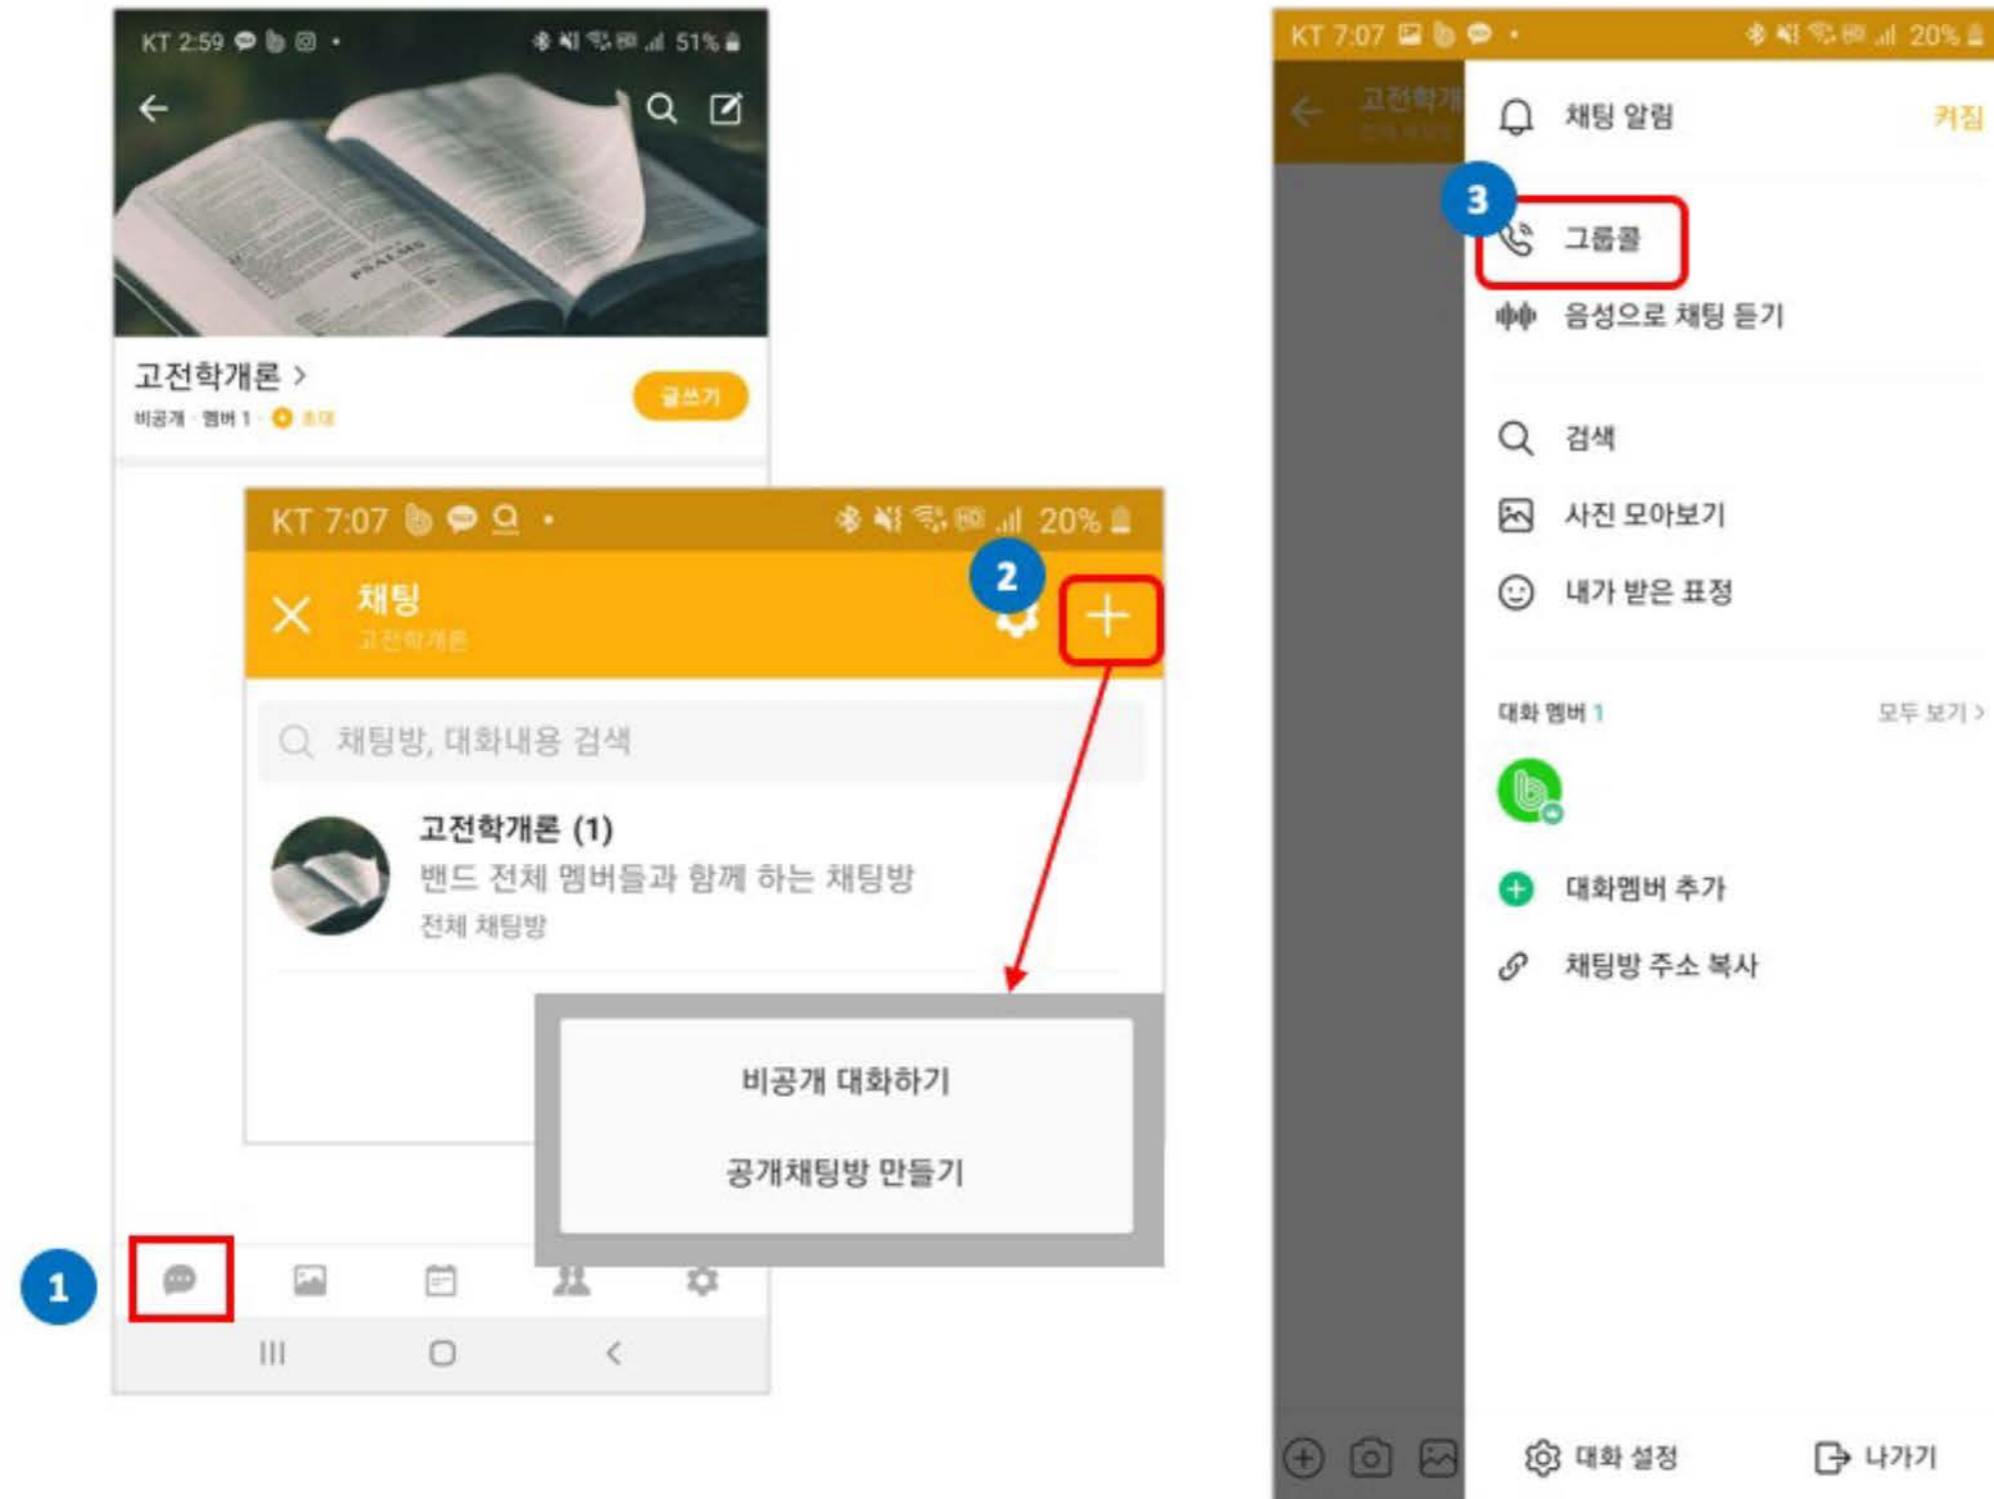 KT 2:59
51%
PSALMS
고전학개론 >
비공개 · 멤버 1 · 초대
글쓰기
KT 7:07
20%
채팅
고전학개론
2
채팅방, 대화내용 검색
고전학개론 (1)
밴드 전체 멤버들과 함께 하는 채팅방
전체 채팅방
비공개 대화하기
공개채팅방 만들기
1
KT 7:07
20%
고전학개
채팅 알림
켜짐
3
그룹콜
음성으로 채팅 듣기
검색
사진 모아보기
내가 받은 표정
대화 멤버 1
모두 보기 >
대화멤버 추가
채팅방 주소 복사
대화 설정
나가기